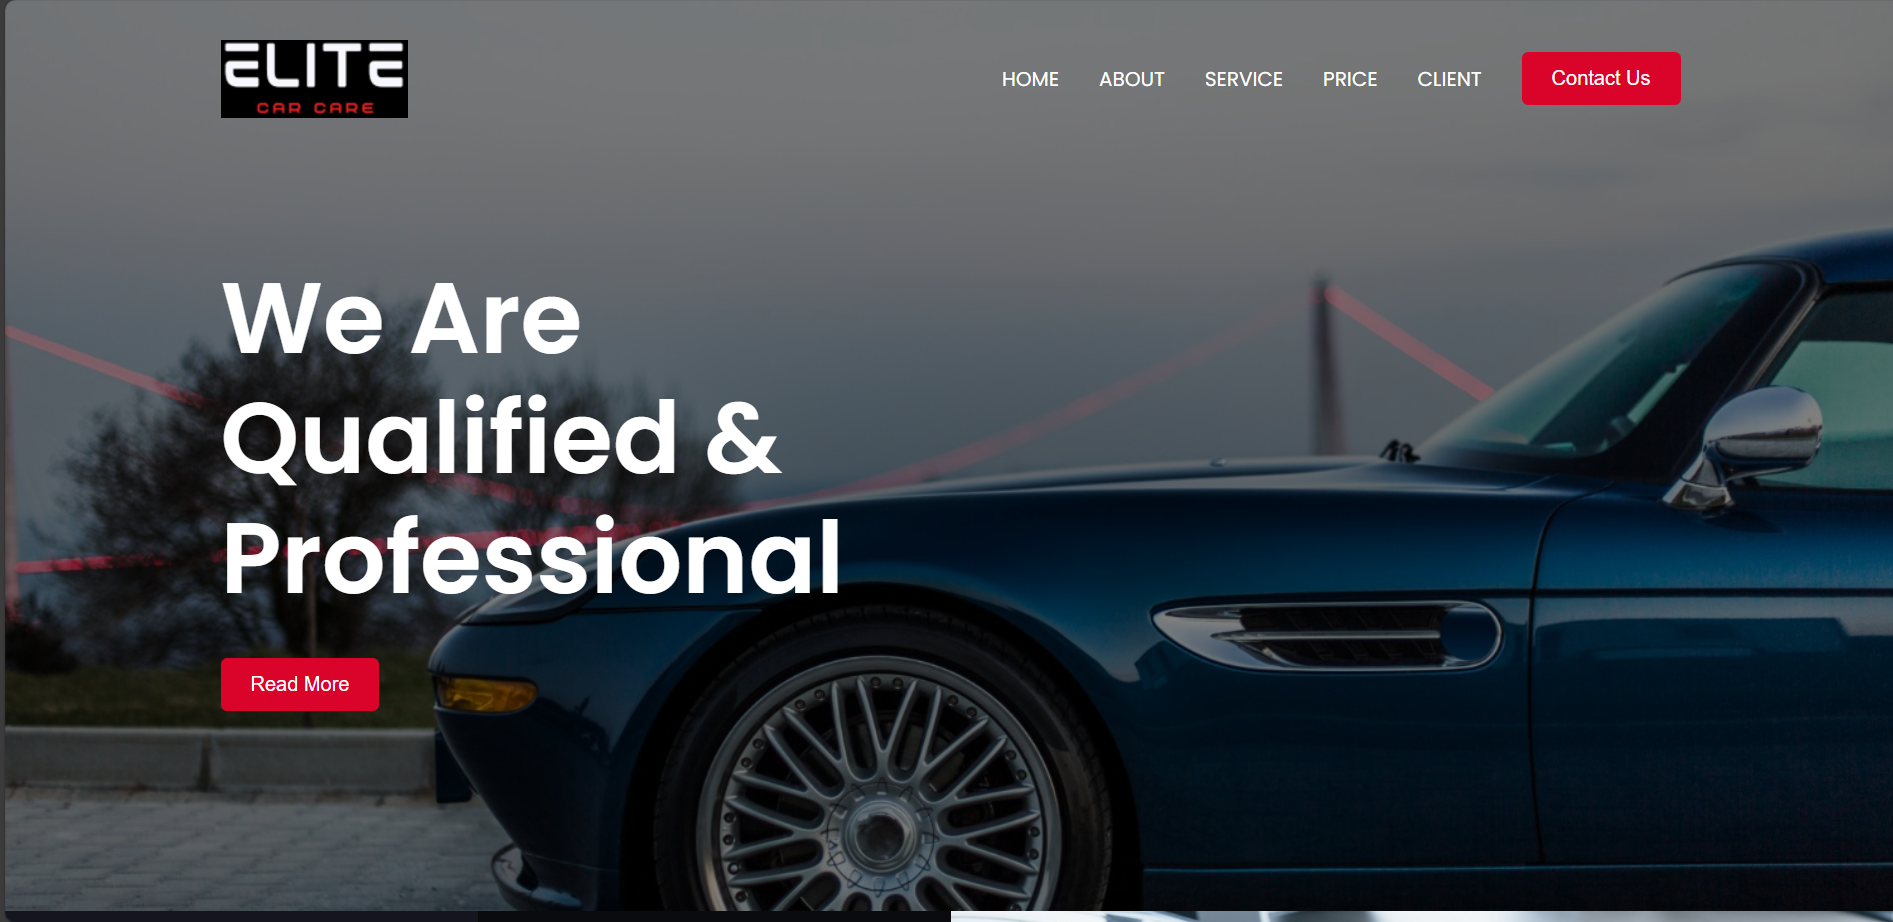 ELITE
CAR CARE
HOME ABOUT SERVICE PRICE CLIENT Contact Us
We Are
Qualified &
Professional
Read More